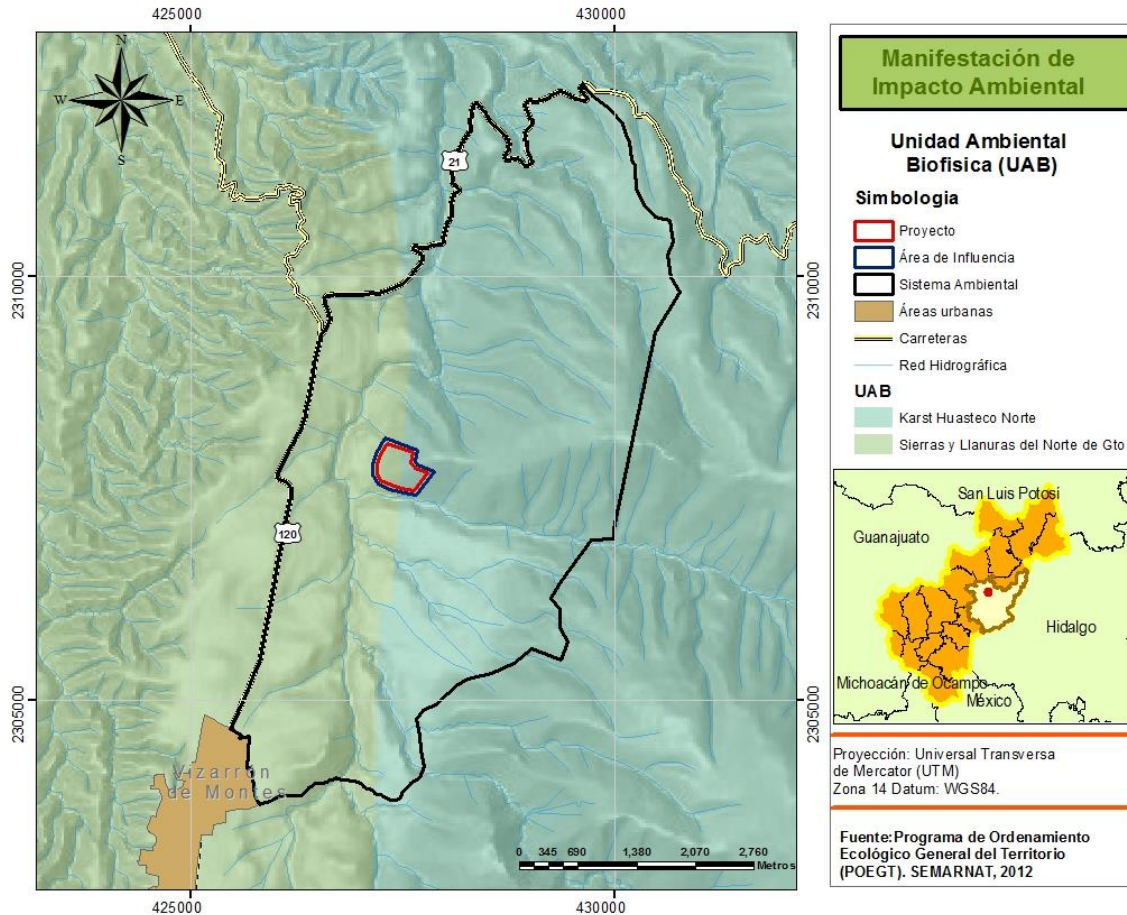 425000
430000
N
W
E
S
21
120
2310000
2310000
2305000
2305000
Vizarrón
de Montes
0 345 690 1,380 2,070 2,760
Metros
425000
430000
Manifestación de
Impacto Ambiental
Unidad Ambiental
Biofisica (UAB)
Simbologia
Proyecto
Área de Influencia
Sistema Ambiental
Áreas urbanas
Carreteras
Red Hidrográfica
UAB
Karst Huasteco Norte
Sierras y Llanuras del Norte de Gto
San Luis Potosí
Guanajuato
Hidalgo
Michoacán de Ocampo
México
Proyección: Universal Transversa
de Mercator (UTM)
Zona 14 Datum: WGS84.
Fuente:Programa de Ordenamiento
Ecológico General del Territorio
(POEGT). SEMARNAT, 2012